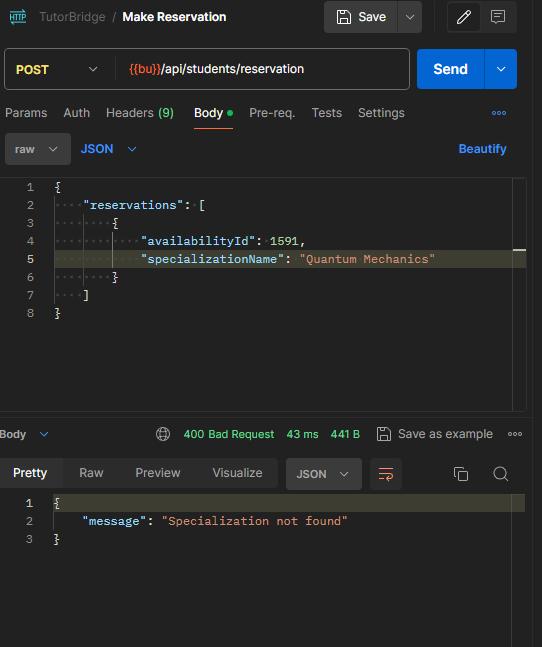 HTTP TutorBridge / Make Reservation Save
POST {{bu}}/api/students/reservation Send
Params Auth Headers (9) Body Pre-req. Tests Settings
raw JSON Beautify
1 {
2 "reservations": [
3 {
4 "availabilityId": 1591,
5 "specializationName": "Quantum Mechanics"
6 }
7 ]
8 }
Body 400 Bad Request 43 ms 441 B Save as example
Pretty Raw Preview Visualize JSON
1 {
2 "message": "Specialization not found"
3 }